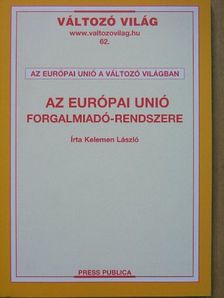 VÁLTOZÓ VILÁG
www.valtozovilag.hu
62.
AZ EURÓPAI UNIÓ A VÁLTOZÓ VILÁGBAN
AZ EURÓPAI UNIÓ
FORGALMIADÓ-RENDSZERE
Írta Kelemen László
PRESS PUBLICA